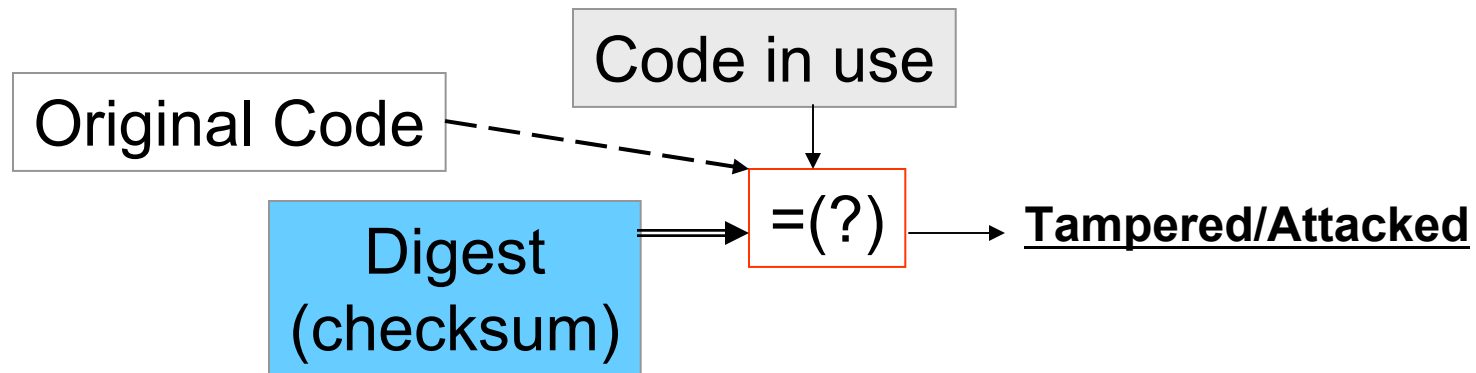 Code in use
Original Code
=(?)
Tampered/Attacked
Digest
(checksum)